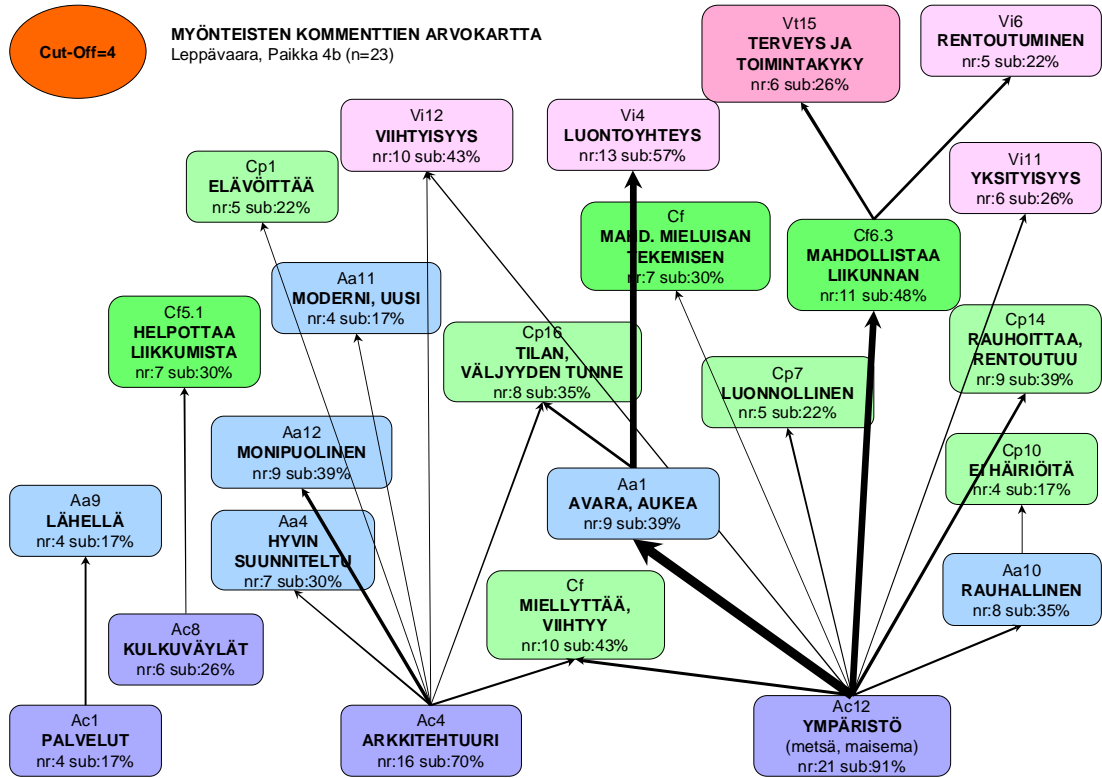 Cut-Off=4
MYÖNTEISTEN KOMMENTTIEN ARVOKARTTA
Leppävaara, Paikka 4b (n=23)
Vt15
TERVEYS JA
TOIMINTAKYKY
nr:6 sub:26%
Vi6
RENTOUTUMINEN
nr:5 sub:22%
Vi12
VIIHTYISYYS
nr:10 sub:43%
Vi4
LUONTOYHTEYS
nr:13 sub:57%
Vi11
YKSITYISYYS
nr:6 sub:26%
Cp1
ELÄVÖITTÄÄ
nr:5 sub:22%
Cf
MAHD. MIELUISAN
TEKEMISEN
nr:7 sub:30%
Cf6.3
MAHDOLLISTAA
LIIKUNNAN
nr:11 sub:48%
Aa11
MODERNI, UUSI
nr:4 sub:17%
Cf5.1
HELPOTTAA
LIIKKUMISTA
nr:7 sub:30%
Cp16
TILAN,
VÄLJYYDEN TUNNE
nr:8 sub:35%
Cp14
RAUHOITTAA,
RENTOUTUU
nr:9 sub:39%
Cp7
LUONNOLLINEN
nr:5 sub:22%
Aa12
MONIPUOLINEN
nr:9 sub:39%
Cp10
EI HÄIRIÖITÄ
nr:4 sub:17%
Aa9
LÄHELLÄ
nr:4 sub:17%
Aa4
HYVIN
SUUNNITELTU
nr:7 sub:30%
Aa1
AVARA, AUKEA
nr:9 sub:39%
Aa10
RAUHALLINEN
nr:8 sub:35%
Cf
MIELLYTTÄÄ,
VIIHTYY
nr:10 sub:43%
Ac8
KULKUVÄYLÄT
nr:6 sub:26%
Ac1
PALVELUT
nr:4 sub:17%
Ac4
ARKKITEHTUURI
nr:16 sub:70%
Ac12
YMPÄRISTÖ
(metsä, maisema)
nr:21 sub:91%